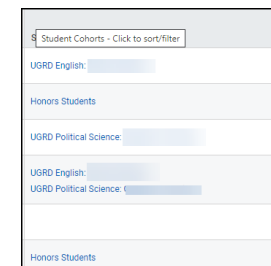 Student Cohorts - Click to sort/filter
UGRD English:
Honors Students
UGRD Political Science:
UGRD English:
UGRD Political Science:
Honors Students